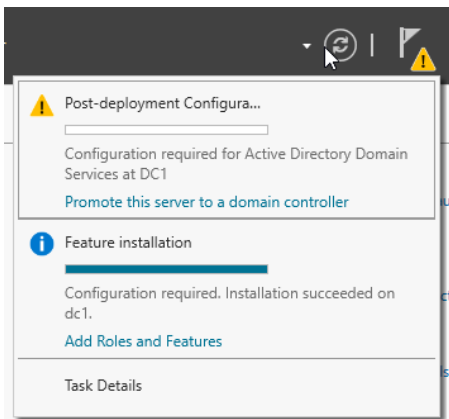 Post-deployment Configura...
Configuration required for Active Directory Domain
Services at DC1
Promote this server to a domain controller
Feature installation
Configuration required. Installation succeeded on
dc1.
Add Roles and Features
Task Details